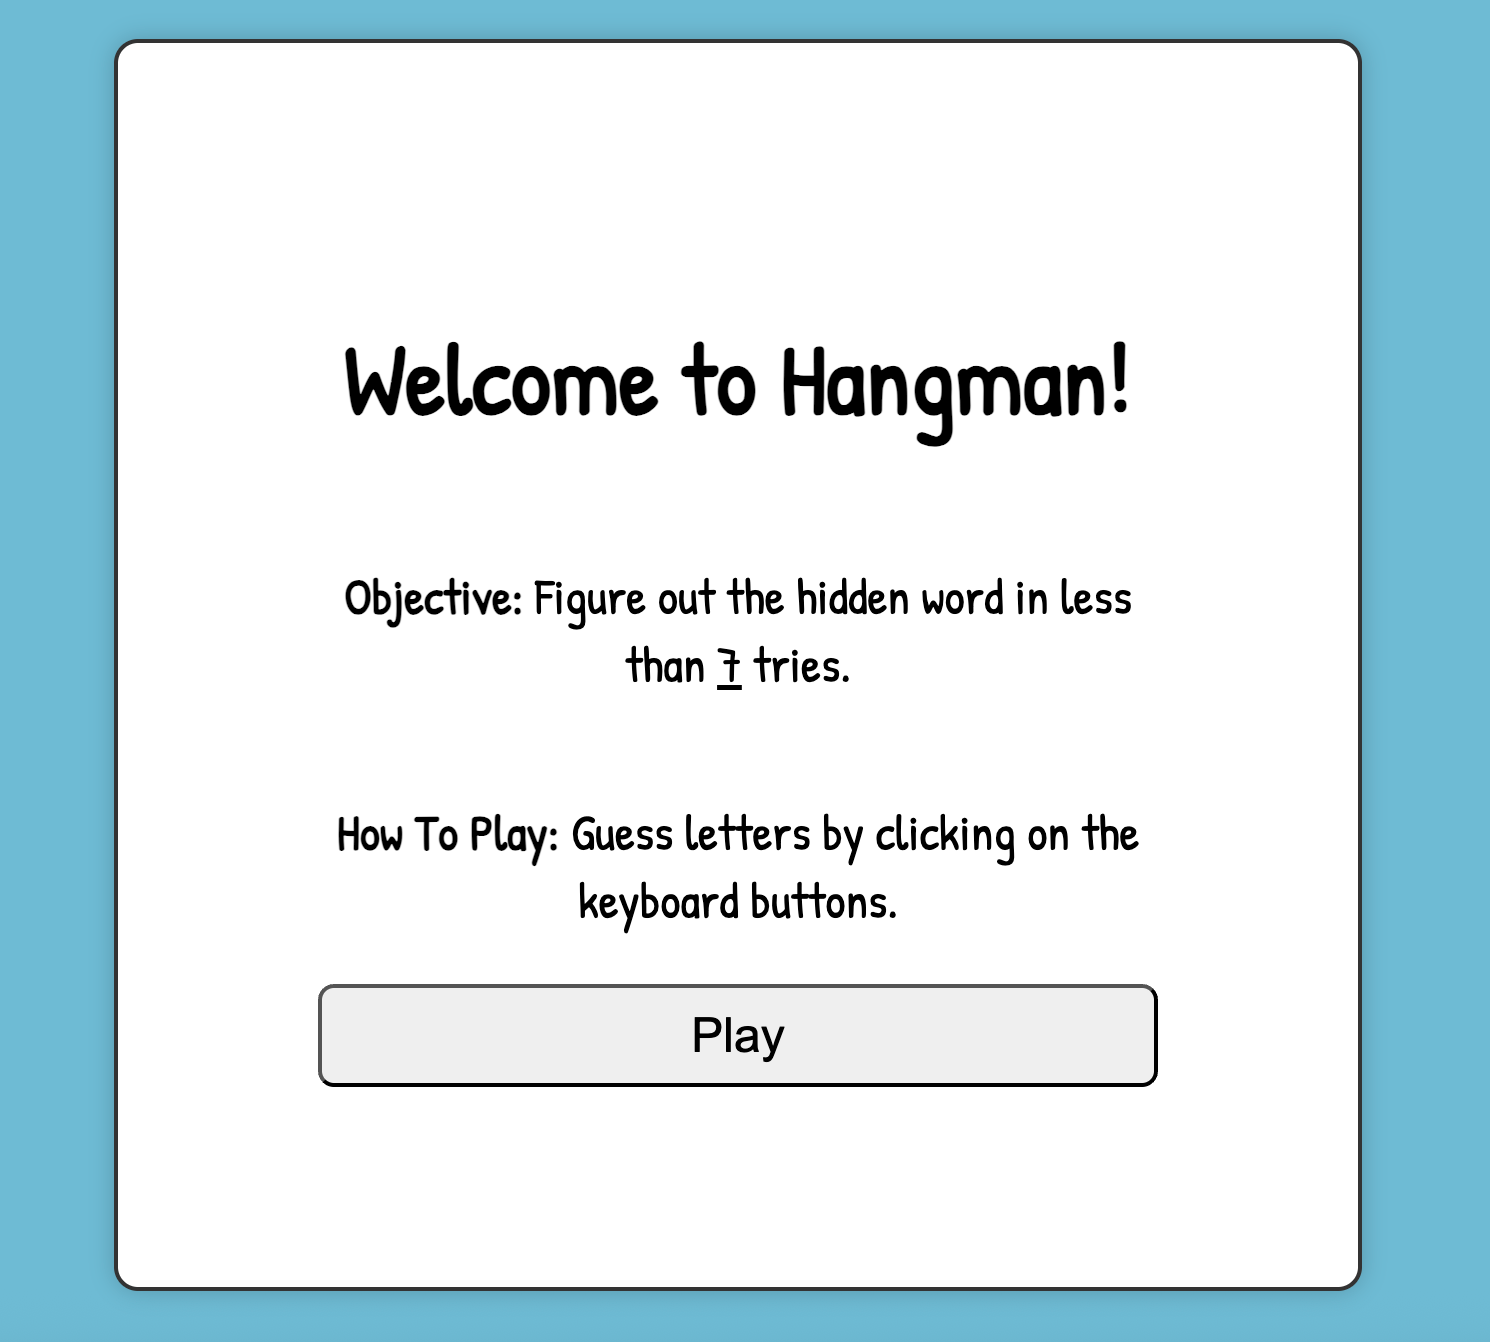 Welcome to Hangman!
Objective: Figure out the hidden word in less
than 7 tries.
How To Play: Guess letters by clicking on the
keyboard buttons.
Play